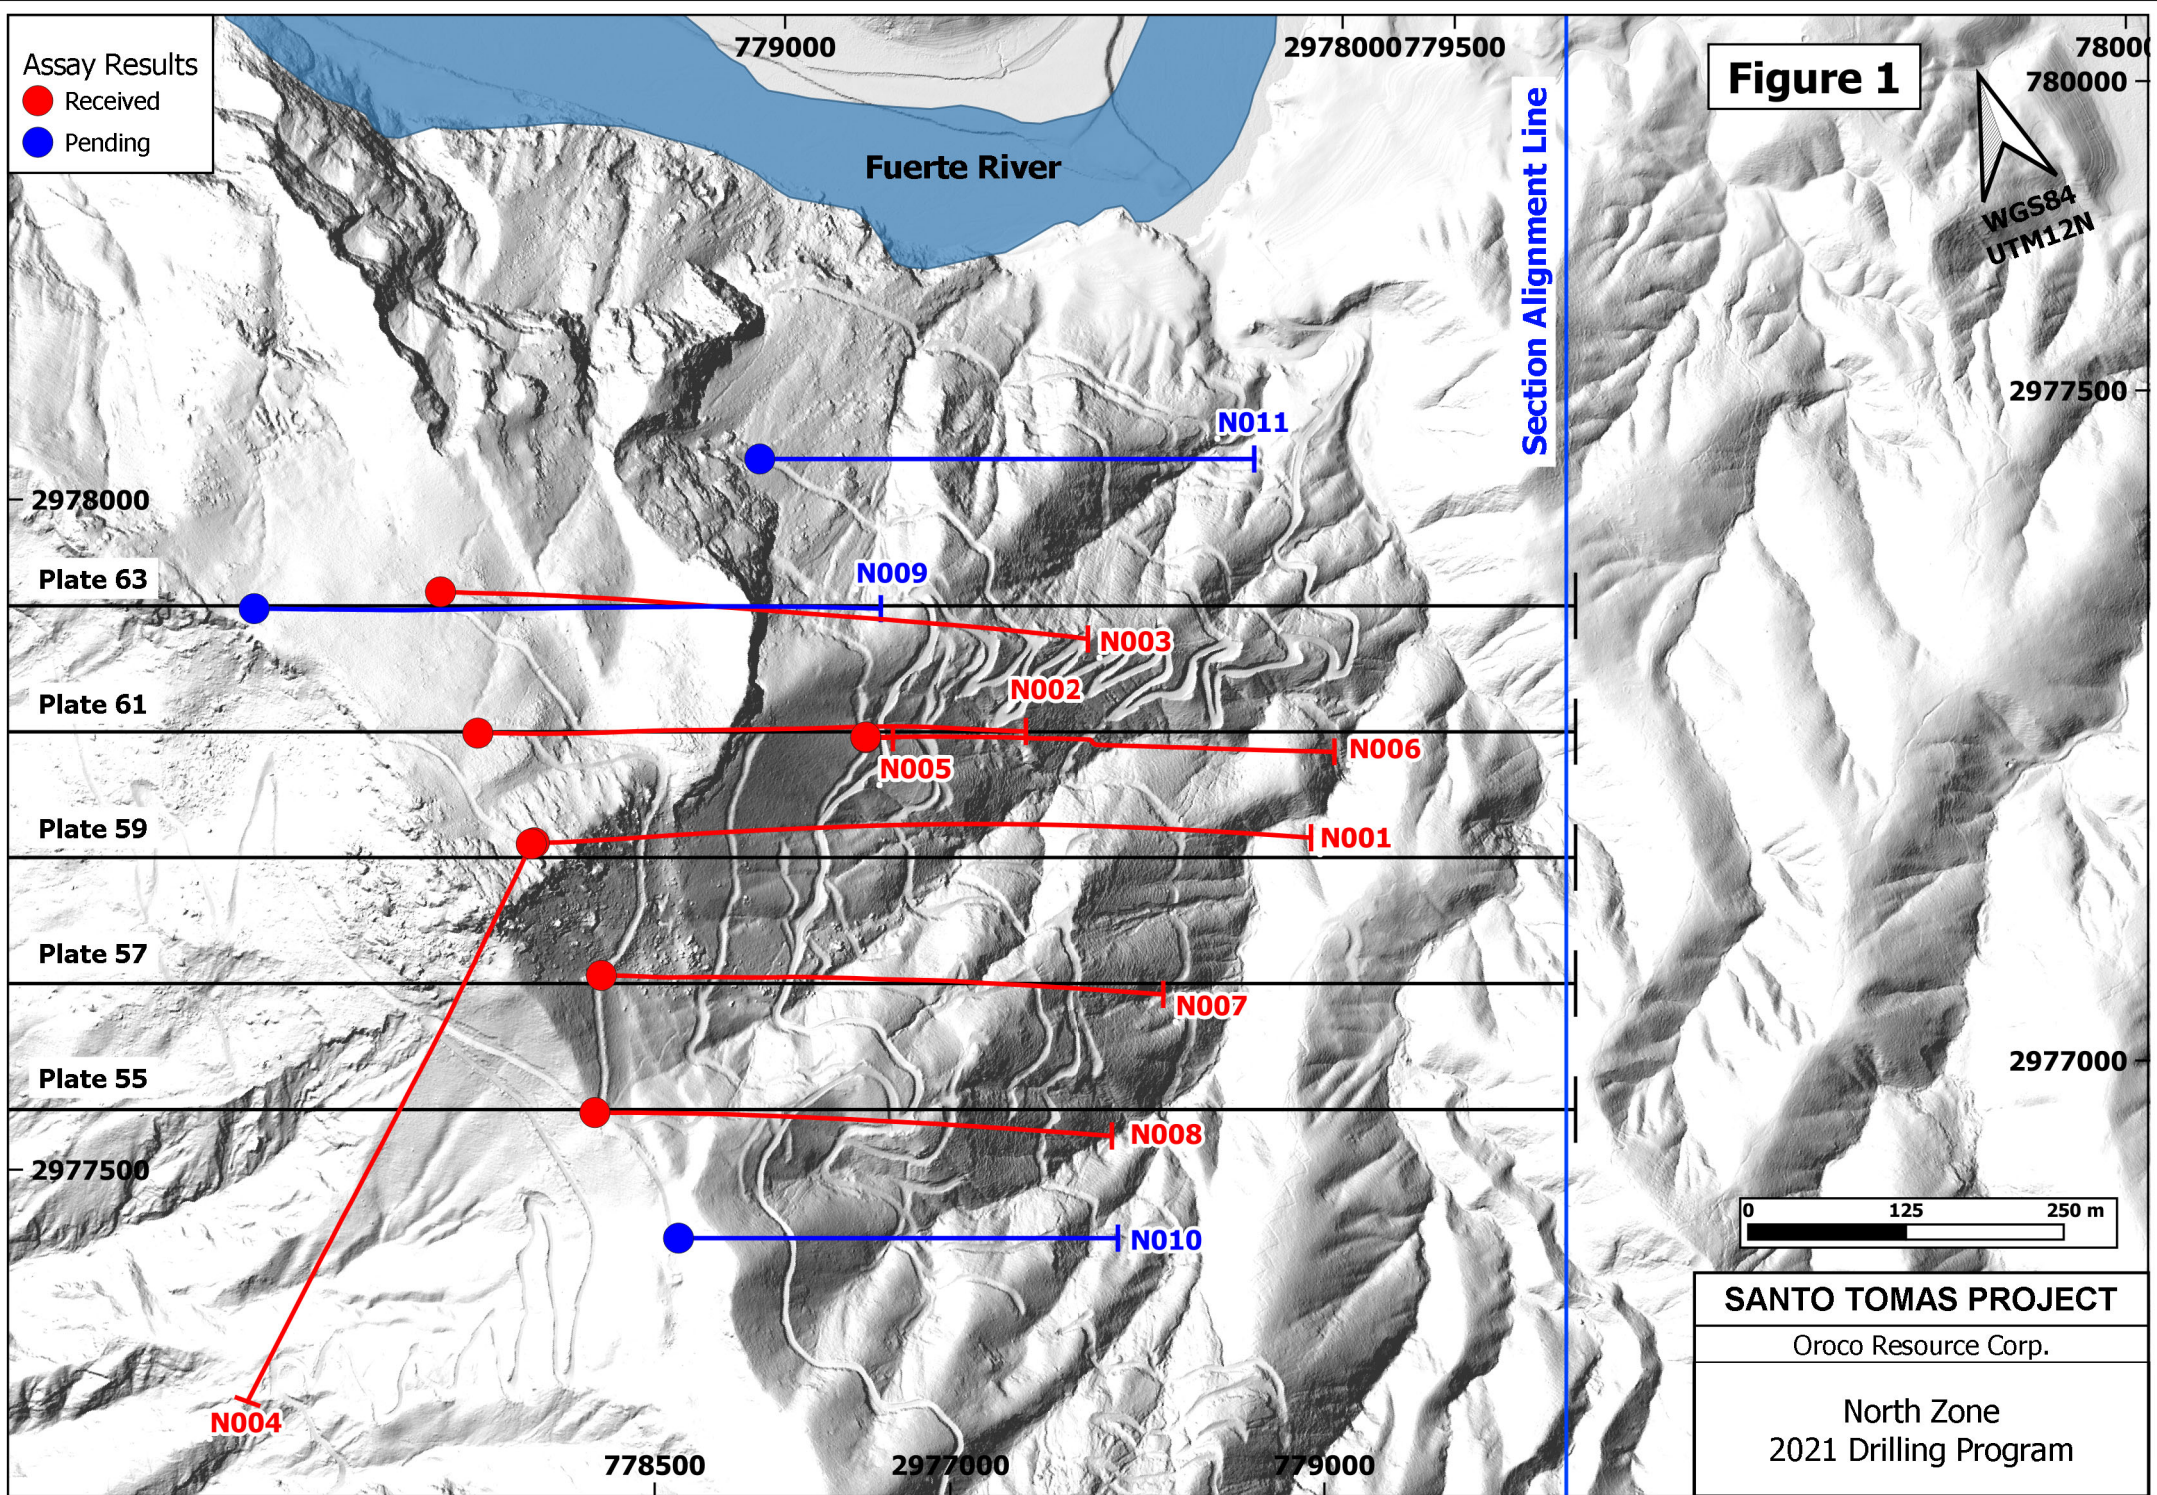 Assay Results
Received
Pending
779000
2978000
779500
7800
Figure 1
780000
WGS84
UTM12N
Fuerte River
Section Alignment Line
2977500
N011
2978000
Plate 63
N009
N003
Plate 61
N002
N006
N005
Plate 59
N001
Plate 57
N007
2977000
Plate 55
N008
2977500
0 125 250 m
N010
SANTO TOMAS PROJECT
Oroco Resource Corp.
North Zone
2021 Drilling Program
N004
778500
2977000
779000